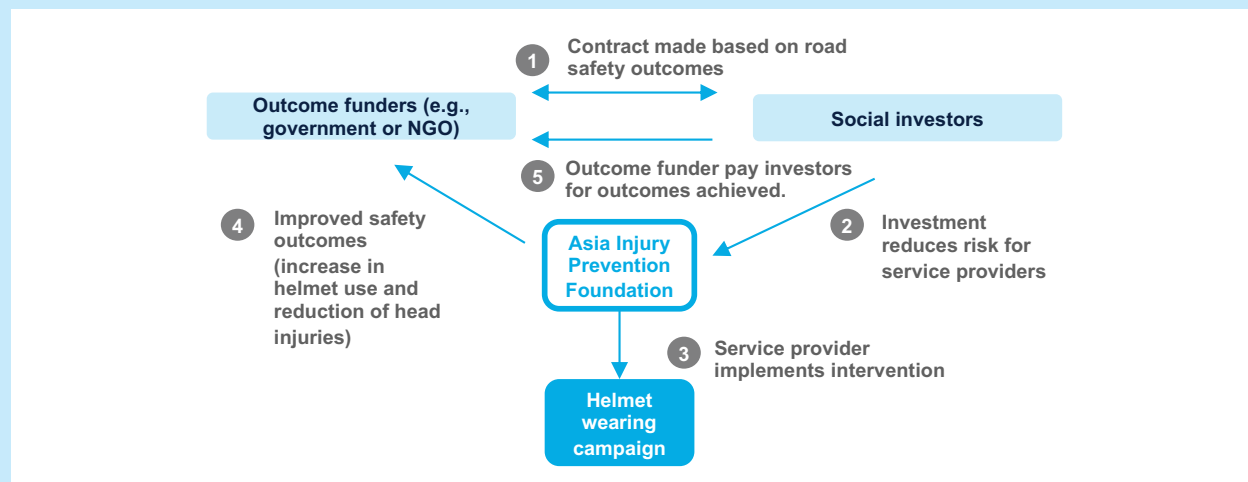 1
Contract made based on road
safety outcomes
Outcome funders (e.g.,
government or NGO)
Social investors
5
Outcome funder pay investors
for outcomes achieved.
4
Improved safety
outcomes
(increase in
helmet use and
reduction of head
injuries)
2
Investment
reduces risk for
service providers
Asia Injury
Prevention
Foundation
3
Service provider
implements intervention
Helmet
wearing
campaign